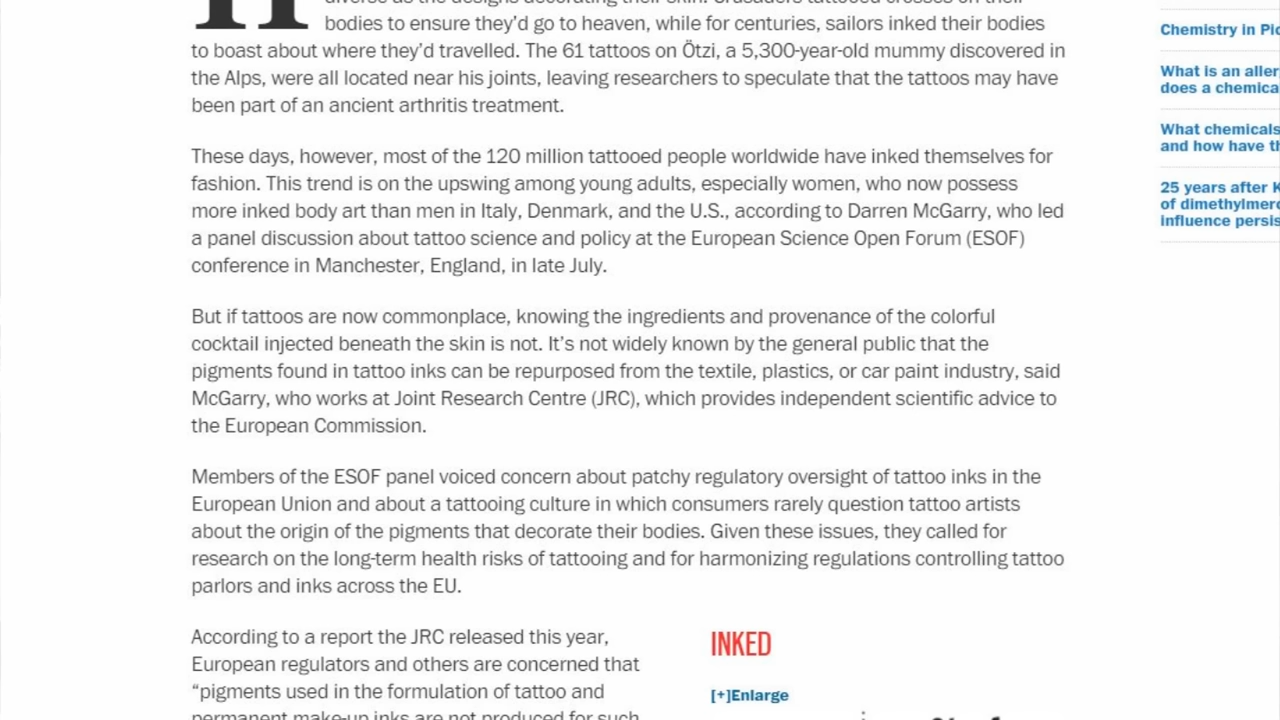 bodies to ensure they’d go to heaven, while for centuries, sailors inked their bodies
to boast about where they’d travelled. The 61 tattoos on Ötzi, a 5,300-year-old mummy discovered in
the Alps, were all located near his joints, leaving researchers to speculate that the tattoos may have
been part of an ancient arthritis treatment.
These days, however, most of the 120 million tattooed people worldwide have inked themselves for
fashion. This trend is on the upswing among young adults, especially women, who now possess
more inked body art than men in Italy, Denmark, and the U.S., according to Darren McGarry, who led
a panel discussion about tattoo science and policy at the European Science Open Forum (ESOF)
conference in Manchester, England, in late July.
But if tattoos are now commonplace, knowing the ingredients and provenance of the colorful
cocktail injected beneath the skin is not. It’s not widely known by the general public that the
pigments found in tattoo inks can be repurposed from the textile, plastics, or car paint industry, said
McGarry, who works at Joint Research Centre (JRC), which provides independent scientific advice to
the European Commission.
Members of the ESOF panel voiced concern about patchy regulatory oversight of tattoo inks in the
European Union and about a tattooing culture in which consumers rarely question tattoo artists
about the origin of the pigments that decorate their bodies. Given these issues, they called for
research on the long-term health risks of tattooing and for harmonizing regulations controlling tattoo
parlors and inks across the EU.
According to a report the JRC released this year,
European regulators and others are concerned that
“pigments used in the formulation of tattoo and
permanent make-up inks are not produced for such
INKED
[+]Enlarge
Chemistry in Pic
What is an aller
does a chemica
What chemicals
and how have th
25 years after K
of dimethylmerc
influence persis